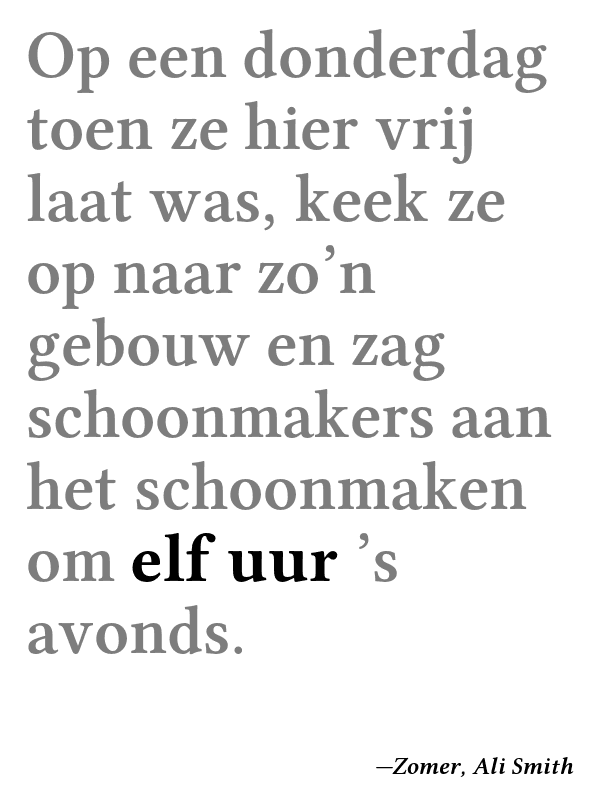 Op een donderdag
toen ze hier vrij
laat was, keek ze
op naar zo’n
gebouw en zag
schoonmakers aan
het schoonmaken
om elf uur ’s
avonds.
—Zomer, Ali Smith